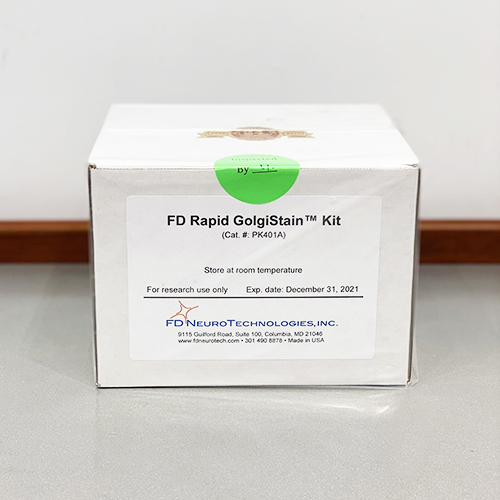 Inspected
By
FD Rapid GolgiStain™ Kit
(Cat. #: PK401A)
Store at room temperature
For research use only Exp. date: December 31, 2021
FD NEUROTECHNOLOGIES, INC.
9115 Guilford Road, Suite 100, Columbia, MD 21046
www.fdneurotech.com • 301 490 8878 • Made in USA